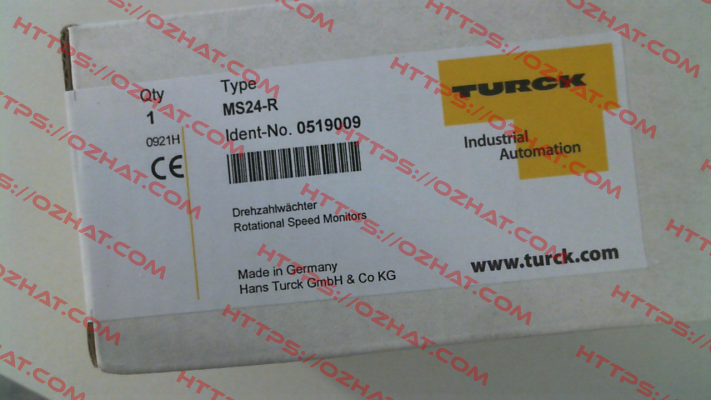 Qty
1
0921H
CE
Type
MS24-R
Ident-No. 0519009
Drehzahlwächter
Rotational Speed Monitors
Made in Germany
Hans Turck GmbH & Co KG
TURCK
Industrial
Automation
www.turck.com
HTTPS://OZHAT.COM